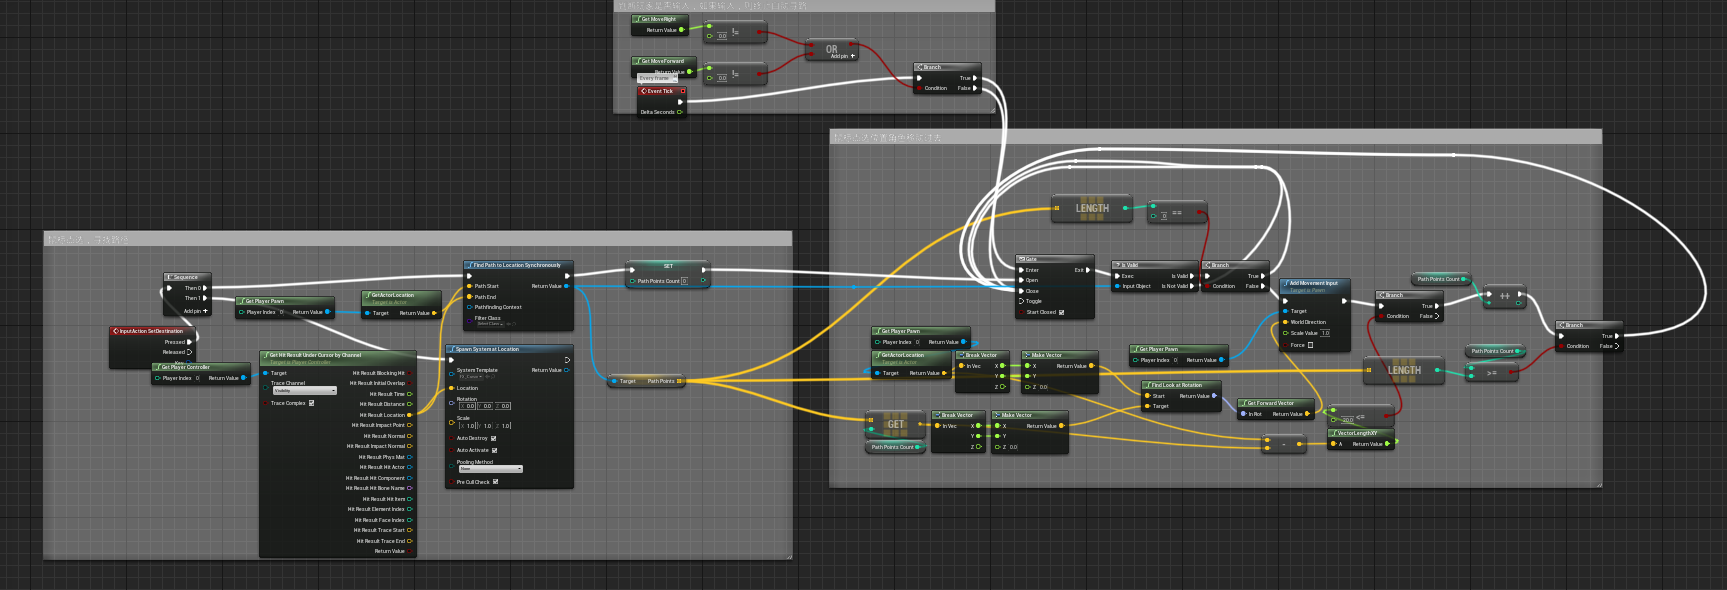 Get MoveRight
Return Value
0.0
!=
OR
Add pin +
Get MoveForward
Return Value
0.0
!=
Every frame
Event Tick
Delta Seconds
Branch
True
Condition
False
Sequence
Then 0
Then 1
Add pin +
InputAction SetDestination
Pressed
Released
Key
Get Player Pawn
Player Index 0
Return Value
GetActorLocation
Target is Actor
Target
Return Value
Get Player Controller
Player Index 0
Return Value
Get Hit Result Under Cursor by Channel
Target is Player Controller
Target
Trace Channel
Visibility
Trace Complex
Hit Result Blocking Hit
Hit Result Initial Overlap
Hit Result Time
Hit Result Distance
Hit Result Location
Hit Result Impact Point
Hit Result Normal
Hit Result Impact Normal
Hit Result Phys Mat
Hit Result Hit Actor
Hit Result Hit Component
Hit Result Hit Bone Name
Hit Result Hit Item
Hit Result Element Index
Hit Result Face Index
Hit Result Trace Start
Hit Result Trace End
Return Value
Find Path to Location Synchronously
Path Start
Return Value
Path End
Pathfinding Context
Filter Class
Select Class
Spawn System at Location
System Template
Return Value
Location
Rotation
X 0.0 Y 0.0 Z 0.0
Scale
X 1.0 Y 1.0 Z 1.0
Auto Destroy
Auto Activate
Pooling Method
None
Pre Cull Check
SET
Path Points Count 0
Target
Path Points
LENGTH
0
==
Gate
Enter
Exit
Open
Close
Toggle
Start Closed
Is Valid
Exec
Is Valid
Input Object
Is Not Valid
Branch
True
Condition
False
Add Movement Input
Target is Pawn
Target
World Direction
Scale Value 1.0
Force
Branch
True
Condition
False
Path Points Count
++
Branch
True
Condition
False
Path Points Count
>=
LENGTH
Get Player Pawn
Player Index 0
Return Value
GetActorLocation
Target is Actor
Target
Return Value
Break Vector
In Vec
X
Y
Z
Make Vector
X
Return Value
Y
Z 0.0
Get Player Pawn
Player Index 0
Return Value
Find Look at Rotation
Start
Return Value
Target
Get Forward Vector
In Rot
Return Value
<=
VectorLengthXY
A
Return Value
-
GET
Path Points Count
Break Vector
In Vec
X
Y
Z
Make Vector
X
Return Value
Y
Z 0.0